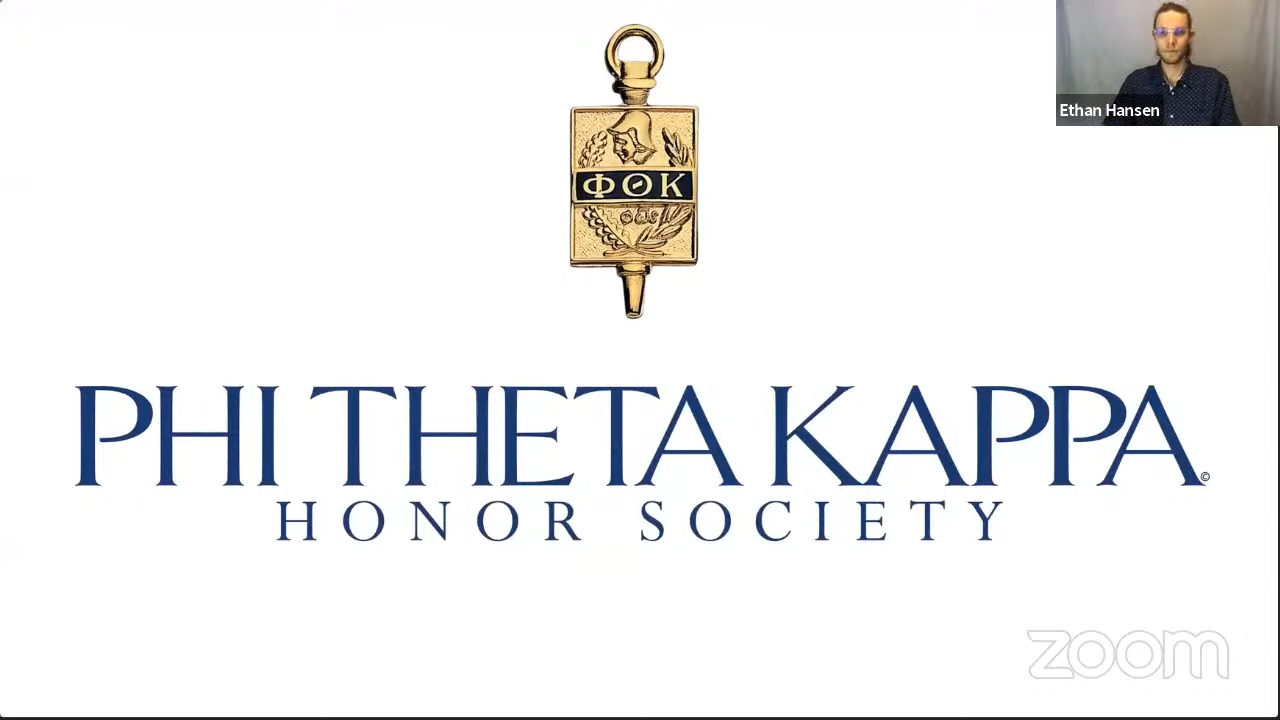 Ethan Hansen
ΦΘΚ
PHI THETA KAPPA©
HONOR SOCIETY
zoom